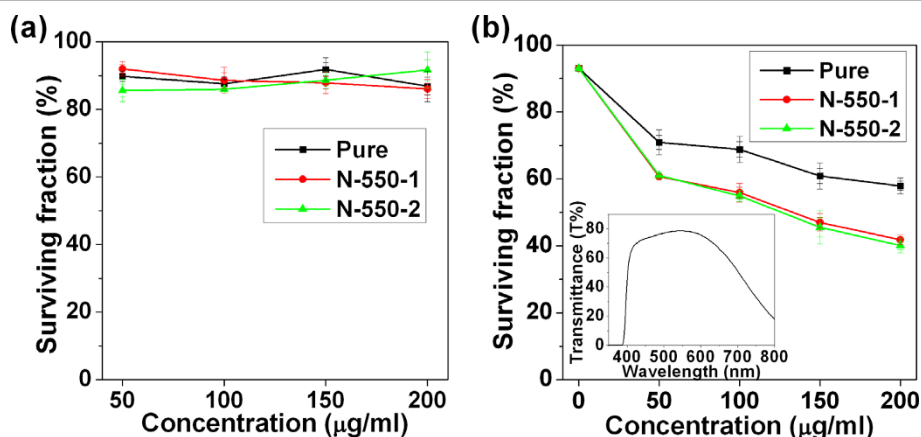 (a)
100
80
60
40
20
0
Surviving fraction (%)
Pure
N-550-1
N-550-2
50 100 150 200
Concentration (μg/ml)
(b)
100
80
60
40
20
0
Surviving fraction (%)
Pure
N-550-1
N-550-2
80
60
40
20
0
Transmittance (T%)
400 500 600 700 800
Wavelength (nm)
0 50 100 150 200
Concentration (μg/ml)